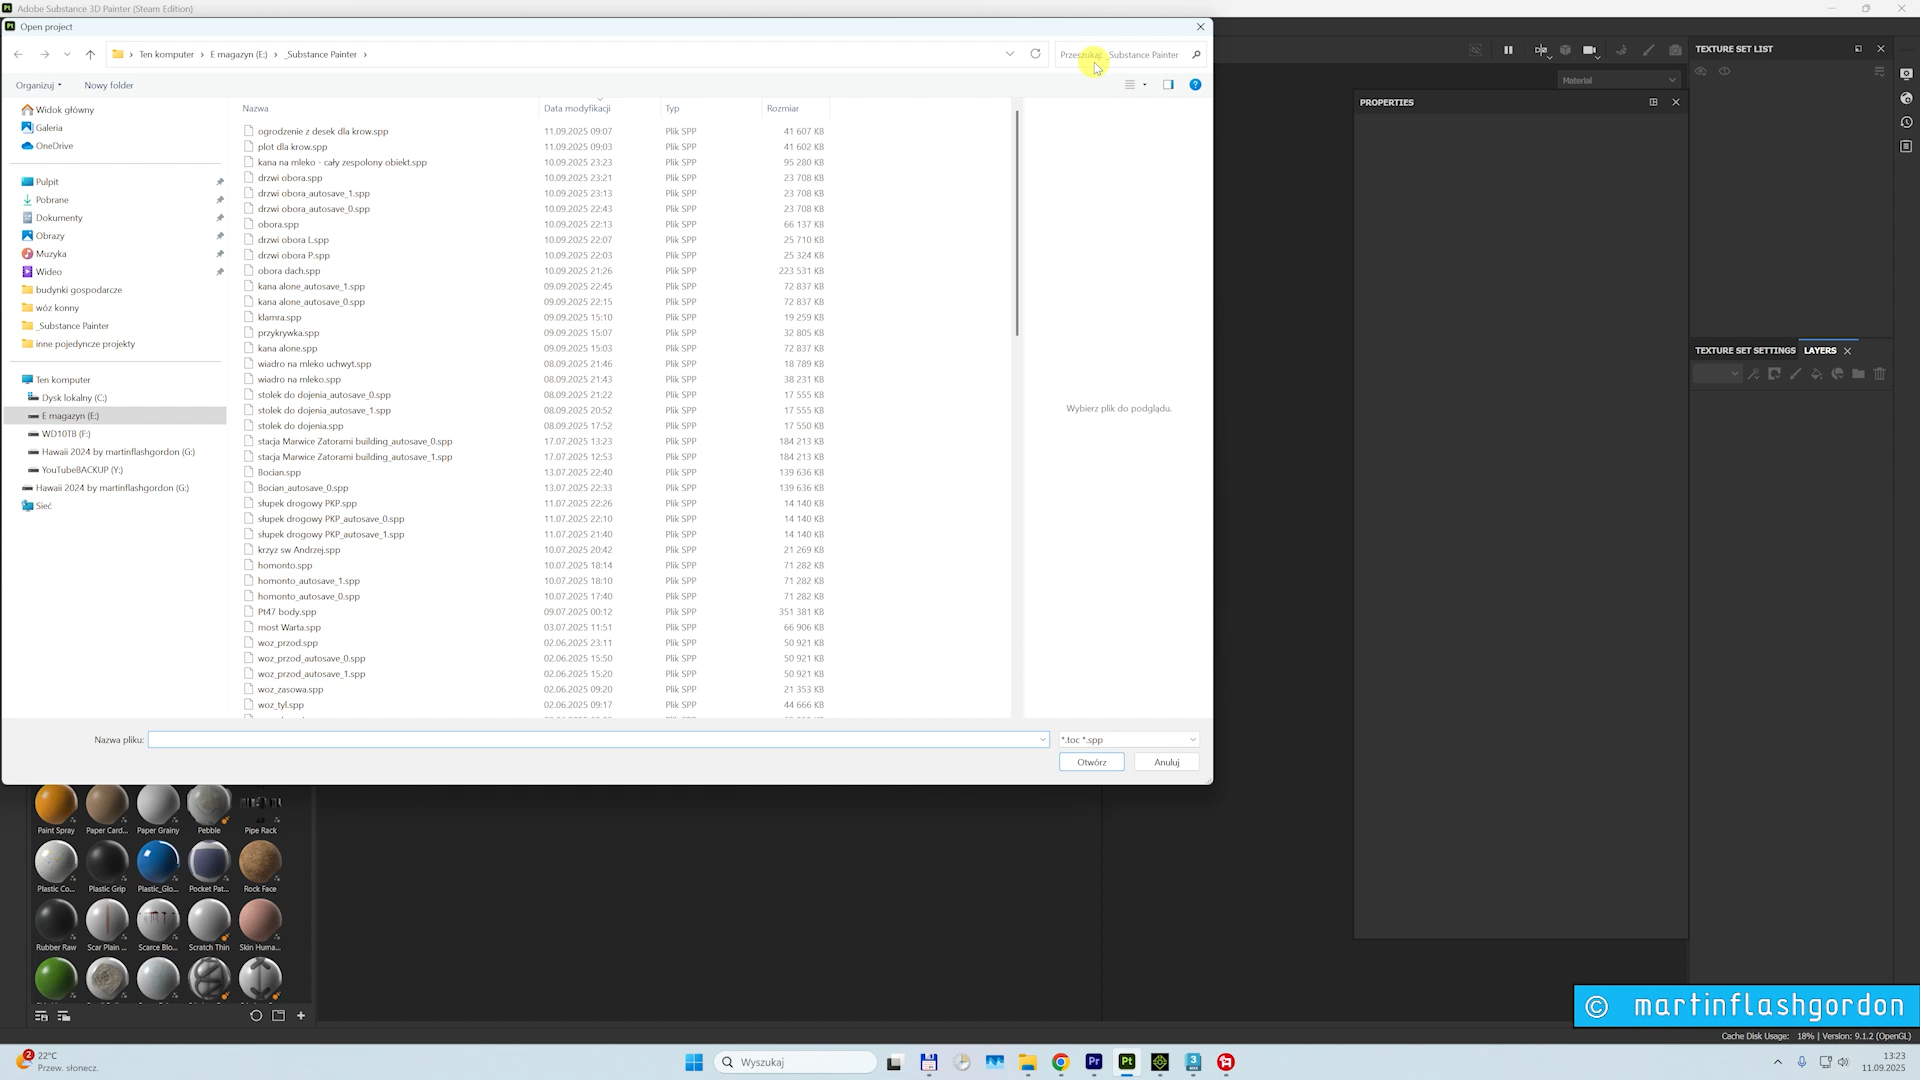 Adobe Substance 3D Painter (Steam Edition)
Open project
Ten komputer › E magazyn (E:) › _Substance Painter ›
Przeszukaj: _Substance Painter
Organizuj
Nowy folder
Widok główny
Galeria
OneDrive
Pulpit
Pobrane
Dokumenty
Obrazy
Muzyka
Wideo
budynki gospodarcze
wóz konny
_Substance Painter
inne pojedyncze projekty
Ten komputer
Dysk lokalny (C:)
E magazyn (E:)
WD10TB (F:)
Hawaii 2024 by martinflashgordon (G:)
YouTubeBACKUP (Y:)
Hawaii 2024 by martinflashgordon (G:)
Sieć
Nazwa Data modyfikacji Typ Rozmiar
ogrodzenie z desek dla krow.spp 11.09.2025 09:07 Plik SPP 41 607 KB
plot dla krow.spp 11.09.2025 09:03 Plik SPP 41 602 KB
kana na mleko - cały zespolony obiekt.spp 10.09.2025 23:23 Plik SPP 95 280 KB
drzwi obora.spp 10.09.2025 23:21 Plik SPP 23 708 KB
drzwi obora_autosave_1.spp 10.09.2025 23:13 Plik SPP 23 708 KB
drzwi obora_autosave_0.spp 10.09.2025 22:43 Plik SPP 23 708 KB
obora.spp 10.09.2025 22:13 Plik SPP 66 137 KB
drzwi obora L.spp 10.09.2025 22:07 Plik SPP 25 710 KB
drzwi obora P.spp 10.09.2025 22:03 Plik SPP 25 324 KB
obora dach.spp 10.09.2025 21:26 Plik SPP 223 531 KB
kana alone_autosave_1.spp 09.09.2025 22:45 Plik SPP 72 837 KB
kana alone_autosave_0.spp 09.09.2025 22:15 Plik SPP 72 837 KB
klamra.spp 09.09.2025 15:10 Plik SPP 19 259 KB
przykrywka.spp 09.09.2025 15:07 Plik SPP 32 805 KB
kana alone.spp 09.09.2025 15:03 Plik SPP 72 837 KB
wiadro na mleko uchwyt.spp 08.09.2025 21:46 Plik SPP 18 789 KB
wiadro na mleko.spp 08.09.2025 21:43 Plik SPP 38 231 KB
stolek do dojenia_autosave_0.spp 08.09.2025 21:22 Plik SPP 17 555 KB
stolek do dojenia_autosave_1.spp 08.09.2025 20:52 Plik SPP 17 555 KB
stolek do dojenia.spp 08.09.2025 17:52 Plik SPP 17 550 KB
stacja Marwice Zatorami building_autosave_0.spp 17.07.2025 13:23 Plik SPP 184 213 KB
stacja Marwice Zatorami building_autosave_1.spp 17.07.2025 12:53 Plik SPP 184 213 KB
Bocian.spp 13.07.2025 22:40 Plik SPP 139 636 KB
Bocian_autosave_0.spp 13.07.2025 22:33 Plik SPP 139 636 KB
słupek drogowy PKP.spp 11.07.2025 22:26 Plik SPP 14 140 KB
słupek drogowy PKP_autosave_0.spp 11.07.2025 22:10 Plik SPP 14 140 KB
słupek drogowy PKP_autosave_1.spp 11.07.2025 21:40 Plik SPP 14 140 KB
krzyz sw Andrzej.spp 10.07.2025 20:42 Plik SPP 21 269 KB
homonto.spp 10.07.2025 18:14 Plik SPP 71 282 KB
homonto_autosave_1.spp 10.07.2025 18:10 Plik SPP 71 282 KB
homonto_autosave_0.spp 10.07.2025 17:40 Plik SPP 71 282 KB
Pt47 body.spp 09.07.2025 00:12 Plik SPP 351 381 KB
most Warta.spp 03.07.2025 11:51 Plik SPP 66 906 KB
woz_przod.spp 02.06.2025 23:11 Plik SPP 50 921 KB
woz_przod_autosave_0.spp 02.06.2025 15:50 Plik SPP 50 921 KB
woz_przod_autosave_1.spp 02.06.2025 15:20 Plik SPP 50 921 KB
woz_zasowa.spp 02.06.2025 09:20 Plik SPP 21 353 KB
woz_tyl.spp 02.06.2025 09:17 Plik SPP 44 666 KB
Wybierz plik do podglądu.
Nazwa pliku:
*.toc *.spp
Otwórz
Anuluj
Material
PROPERTIES
TEXTURE SET LIST
TEXTURE SET SETTINGS
LAYERS
Paint Spray Paper Card... Paper Grainy Pebble Pipe Rack
Plastic Co... Plastic Grip Plastic_Glo... Pocket Pat... Rock Face
Rubber Raw Scar Plain ... Scarce Blo... Scratch Thin Skin Huma...
© martinflashgordon
Cache Disk Usage: 18% | Version: 9.1.2 (OpenGL)
2
22°C
Przew. słonecz.
Wyszukaj
Pr
Pt
3
13:23
11.09.2025